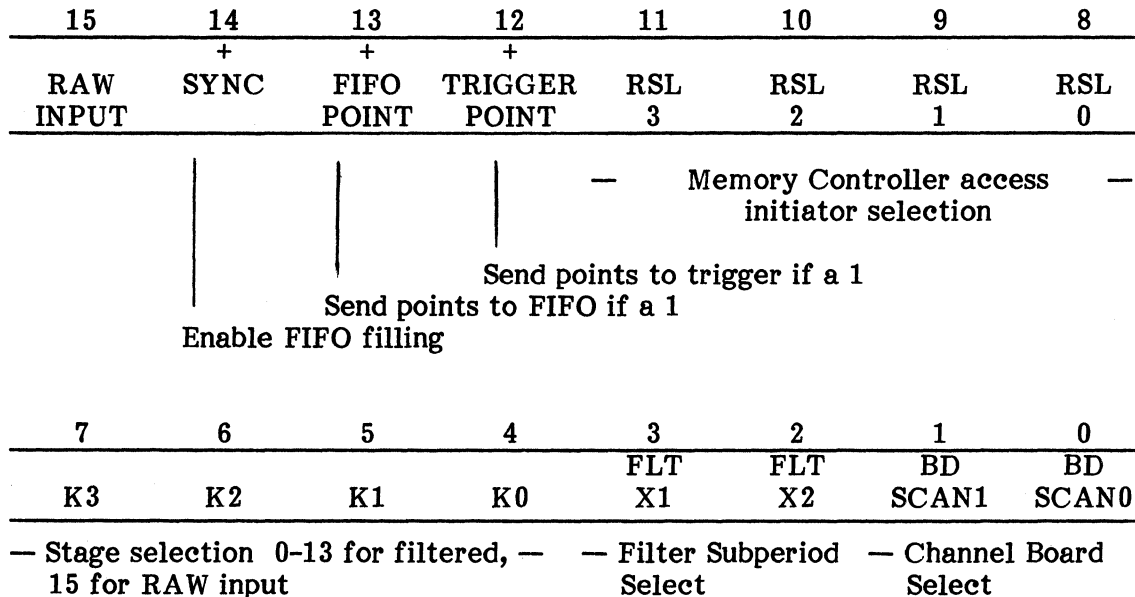 15 14 13 12 11 10 9 8
+ + +
RAW SYNC FIFO TRIGGER RSL RSL RSL RSL
INPUT POINT POINT 3 2 1 0
— Memory Controller access —
initiator selection
Send points to trigger if a 1
Send points to FIFO if a 1
Enable FIFO filling
7 6 5 4 3 2 1 0
FLT FLT BD BD
K3 K2 K1 K0 X1 X2 SCAN1 SCAN0
— Stage selection 0-13 for filtered, — — Filter Subperiod — Channel Board
15 for RAW input Select Select